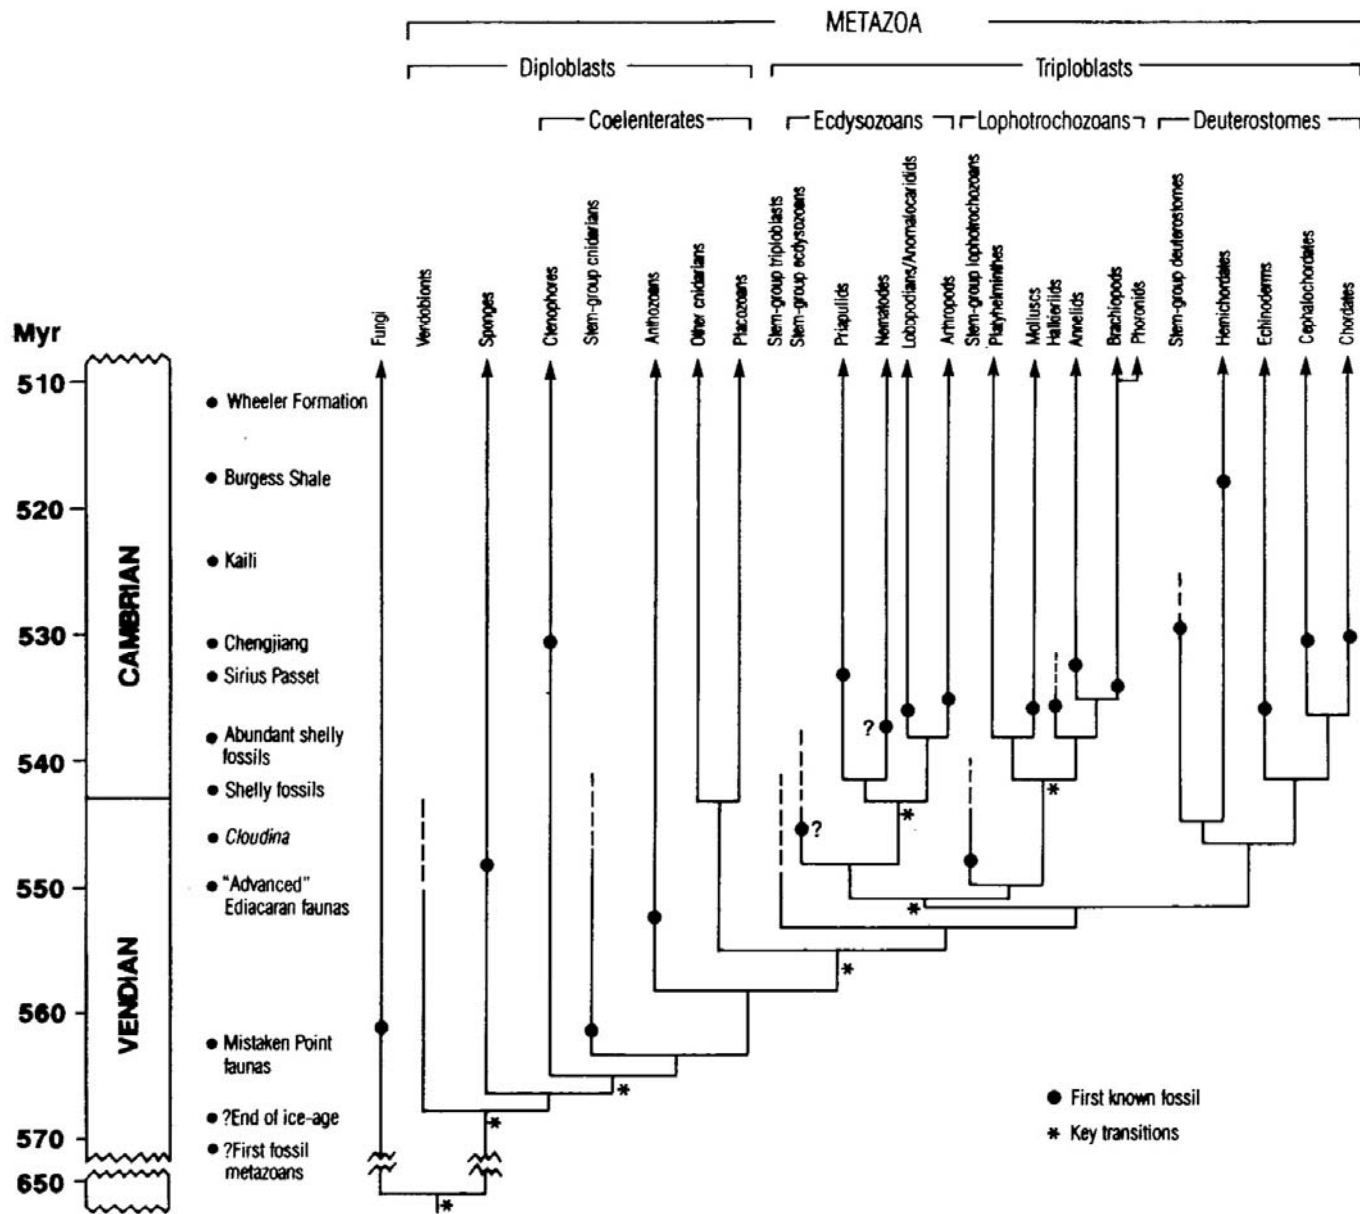 METAZOA
Diploblasts
Triploblasts
Coelenterates
Ecdysozoans
Lophotrochozoans
Deuterostomes
Fungi
Vendobionts
Sponges
Ctenophores
Stem-group cnidarians
Anthozoans
Other cnidarians
Placozoans
Stem-group triploblasts
Stem-group ecdysozoans
Priapulids
Nematodes
Lobopodians/Anomalocaridids
Arthropods
Stem-group lophotrochozoans
Platyhelminthes
Molluscs
Halkieriids
Annelids
Brachiopods
Phoronids
Stem-group deuterostomes
Hemichordates
Echinoderms
Cephalochordates
Chordates
Myr
510
520
530
540
550
560
570
650
CAMBRIAN
VENDIAN
Wheeler Formation
Burgess Shale
Kaili
Chengjiang
Sirius Passet
Abundant shelly
fossils
Shelly fossils
Cloudina
"Advanced"
Ediacaran faunas
Mistaken Point
faunas
?End of ice-age
?First fossil
metazoans
?
?
● First known fossil
* Key transitions